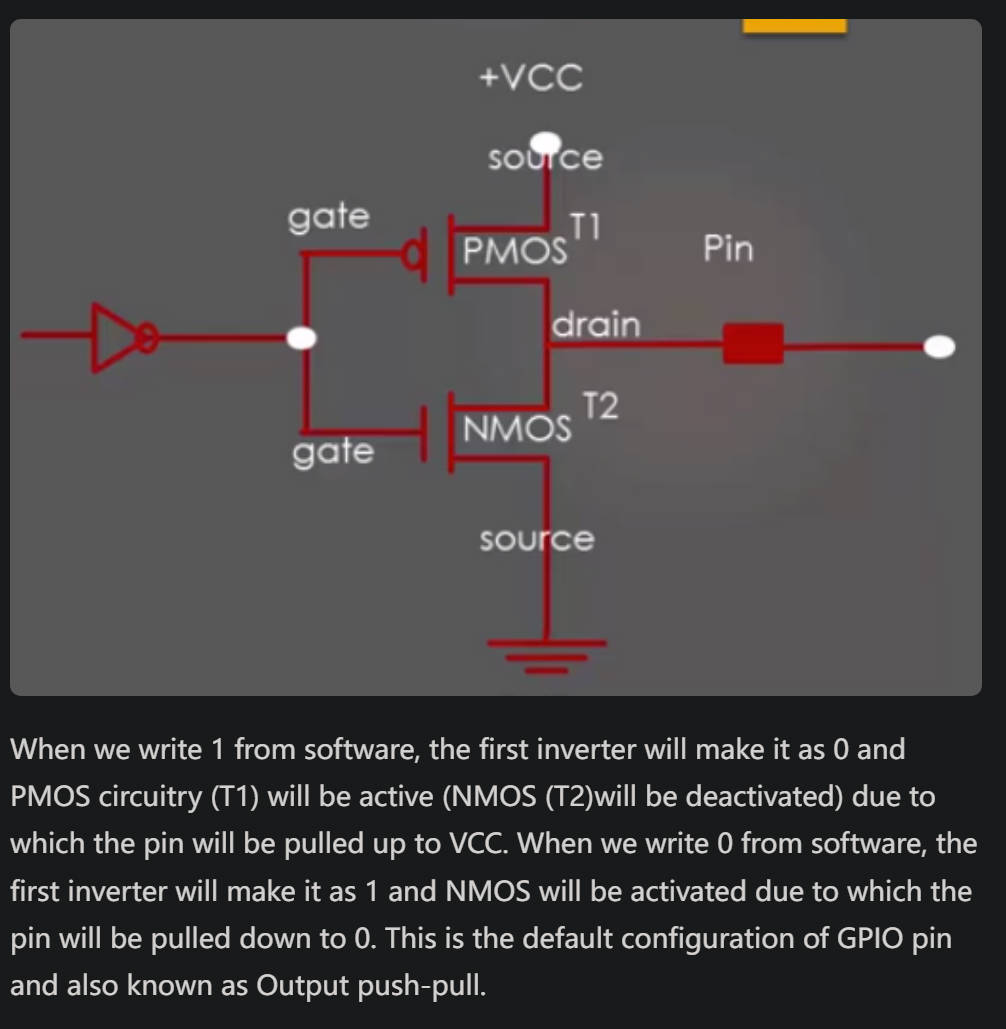 +VCC
source
gate
T1
PMOS
Pin
drain
T2
NMOS
gate
source
When we write 1 from software, the first inverter will make it as 0 and
PMOS circuitry (T1) will be active (NMOS (T2)will be deactivated) due to
which the pin will be pulled up to VCC. When we write 0 from software, the
first inverter will make it as 1 and NMOS will be activated due to which the
pin will be pulled down to 0. This is the default configuration of GPIO pin
and also known as Output push-pull.